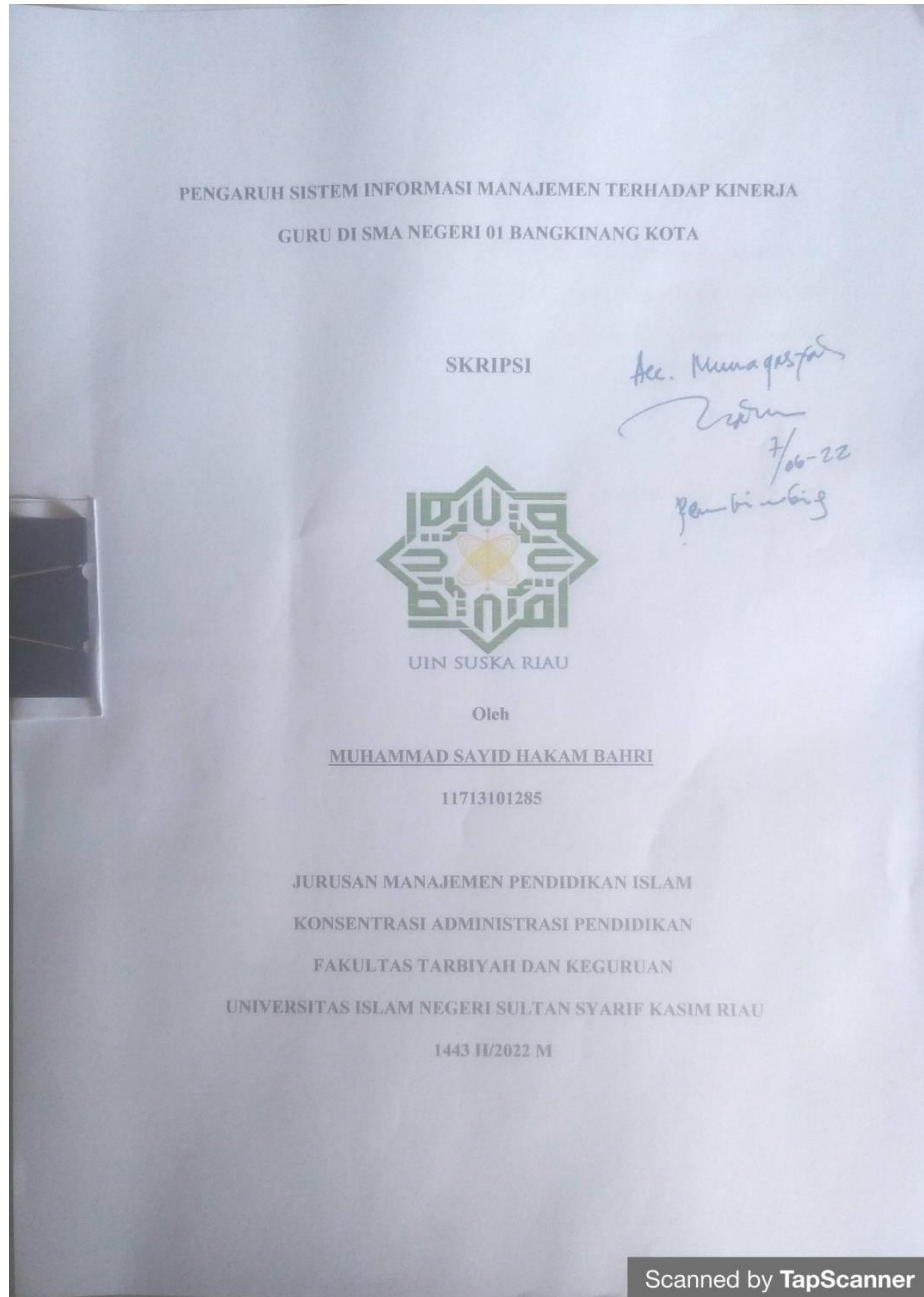 PENGARUH SISTEM INFORMASI MANAJEMEN TERHADAP KINERJA
GURU DI SMA NEGERI 01 BANGKINANG KOTA
SKRIPSI
Acc. Munaqasyah
7/06-22
Pembimbing
UIN SUSKA RIAU
Oleh
MUHAMMAD SAYID HAKAM BAHRI
11713101285
JURUSAN MANAJEMEN PENDIDIKAN ISLAM
KONSENTRASI ADMINISTRASI PENDIDIKAN
FAKULTAS TARBIYAH DAN KEGURUAN
UNIVERSITAS ISLAM NEGERI SULTAN SYARIF KASIM RIAU
1443 H/2022 M
Scanned by TapScanner